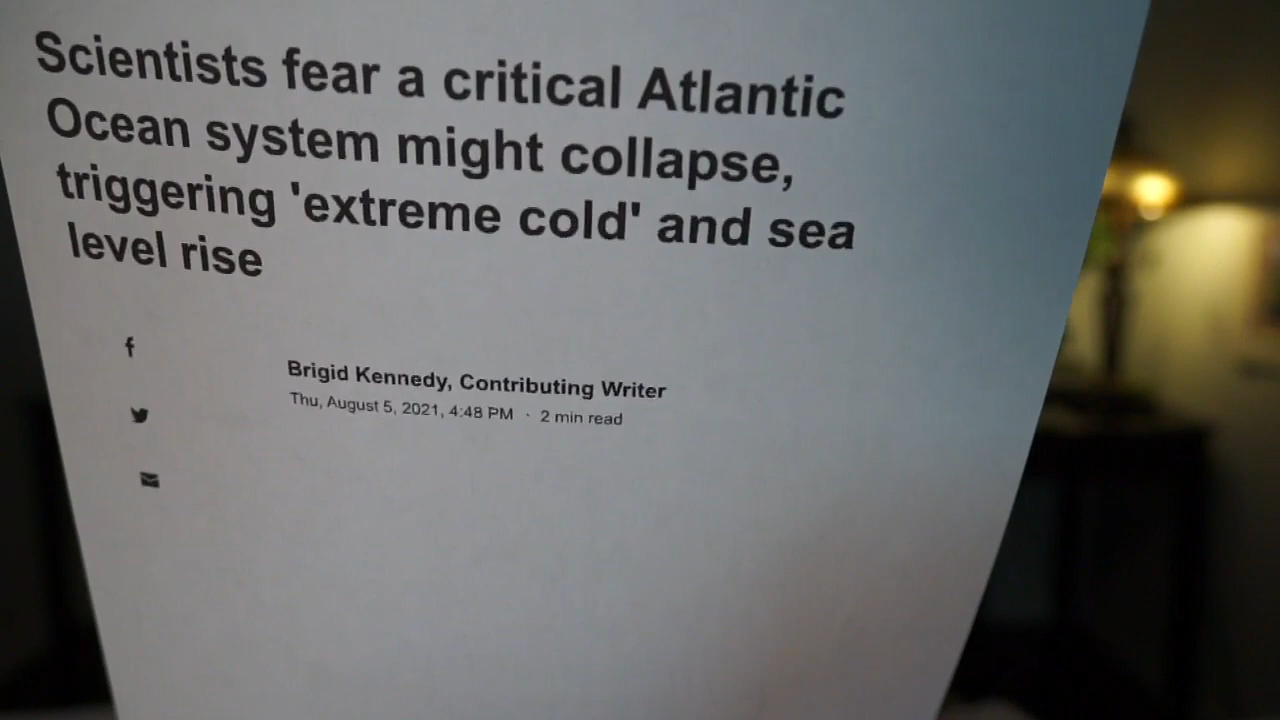 Scientists fear a critical Atlantic
Ocean system might collapse,
triggering 'extreme cold' and sea
level rise
Brigid Kennedy, Contributing Writer
Thu, August 5, 2021, 4:48 PM · 2 min read